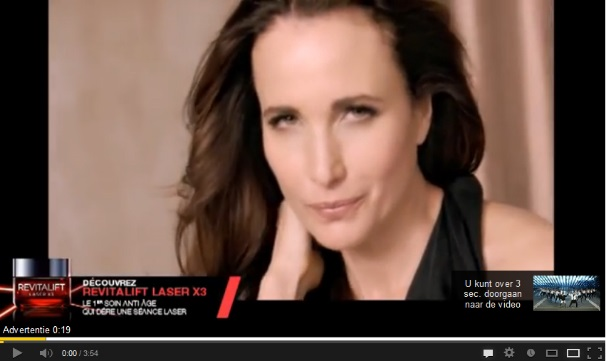 DÉCOUVREZ
REVITALIFT LASER X3
LE 1ER SOIN ANTI ÂGE
QUI DÉFIE UNE SÉANCE LASER
REVITALIFT
LASER X3
U kunt over 3
sec. doorgaan
naar de video
Advertentie 0:19
0:00 / 3:54